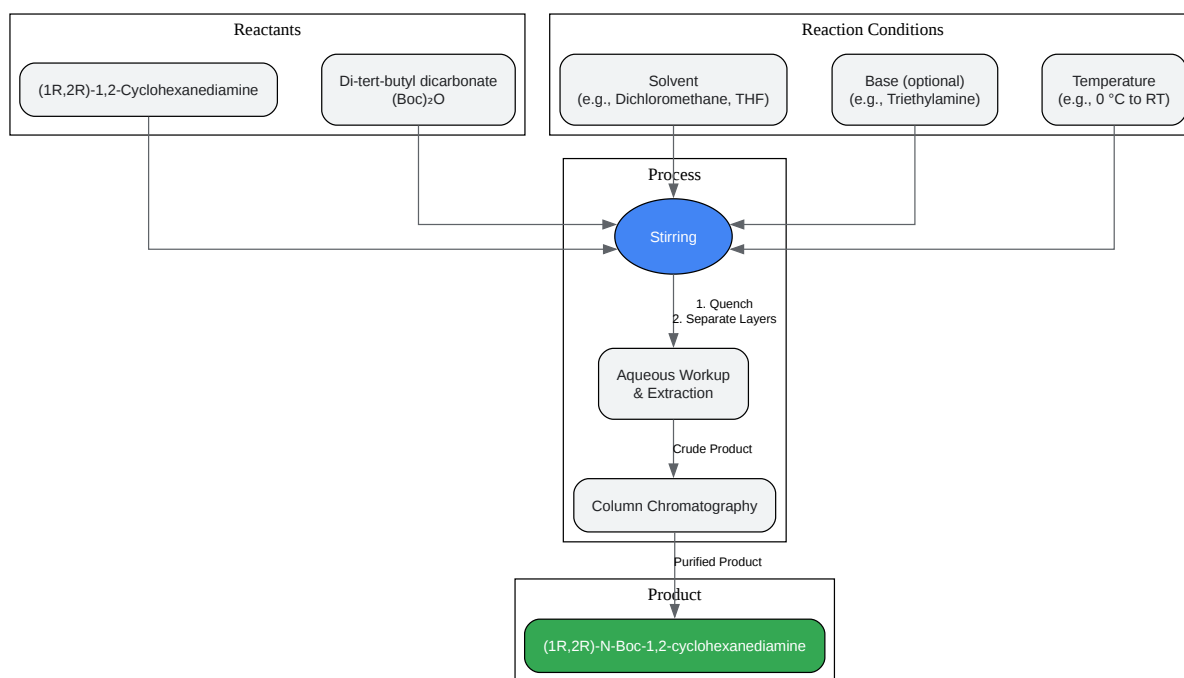 Reactants
Reaction Conditions
(1R,2R)-1,2-Cyclohexanediamine
Di-tert-butyl dicarbonate
(Boc)₂O
Solvent
(e.g., Dichloromethane, THF)
Base (optional)
(e.g., Triethylamine)
Temperature
(e.g., 0 °C to RT)
Process
Stirring
1. Quench
2. Separate Layers
Aqueous Workup
& Extraction
Crude Product
Column Chromatography
Purified Product
Product
(1R,2R)-N-Boc-1,2-cyclohexanediamine